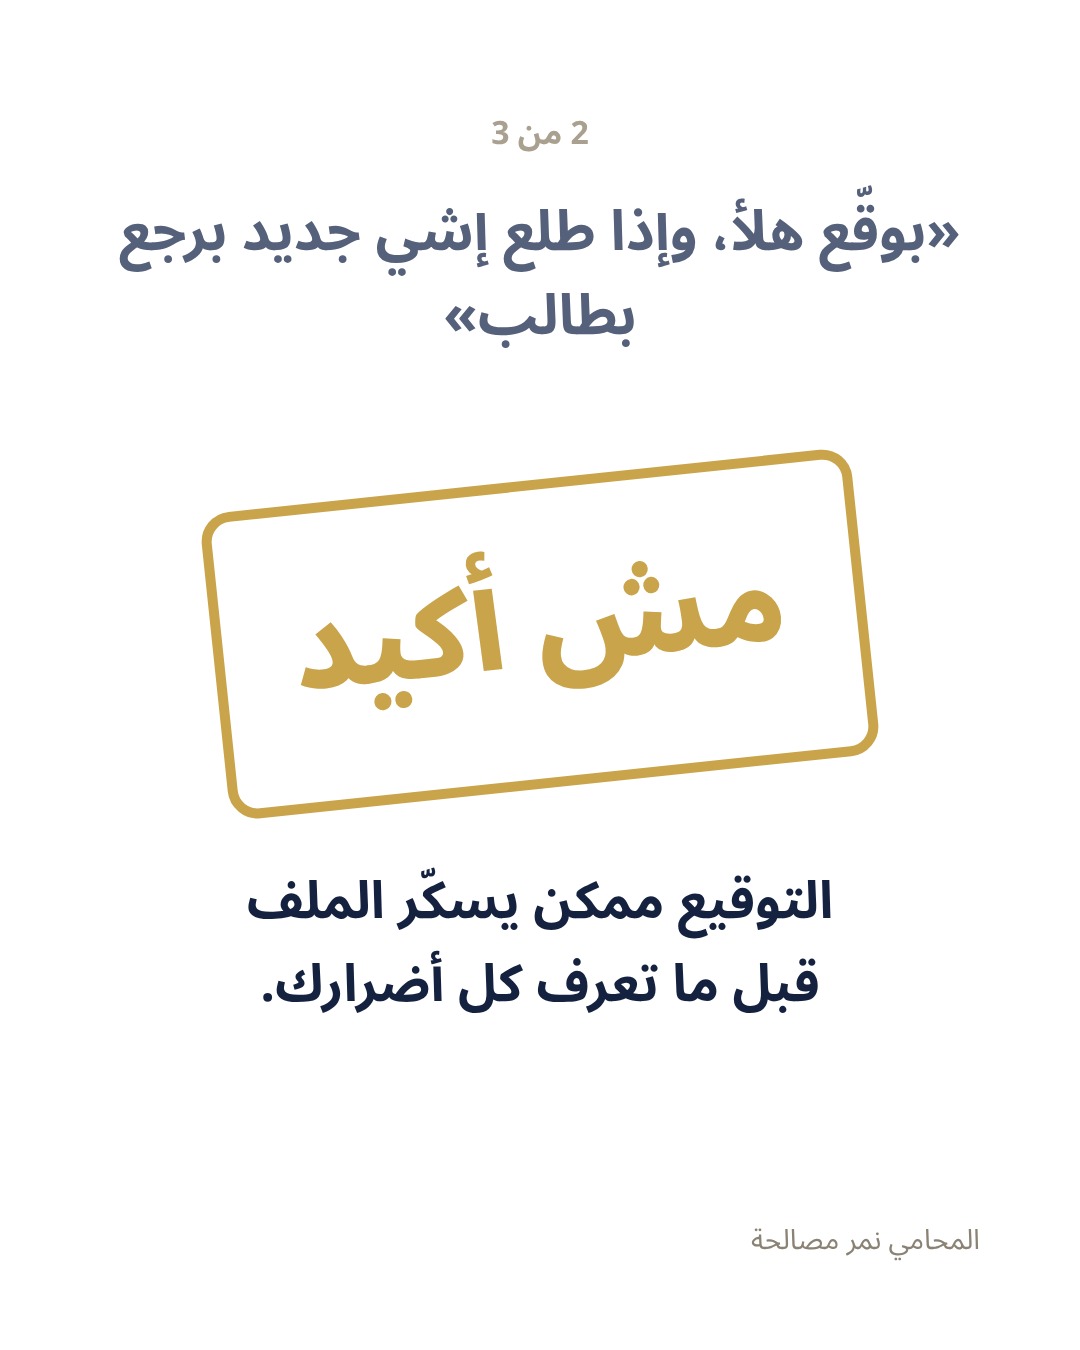 2 من 3
«بوقّع هلأ، وإذا طلع إشي جديد برجع
بطالب»
مش أكيد
التوقيع ممكن يسكّر الملف
قبل ما تعرف كل أضرارك.
المحامي نمر مصالحة